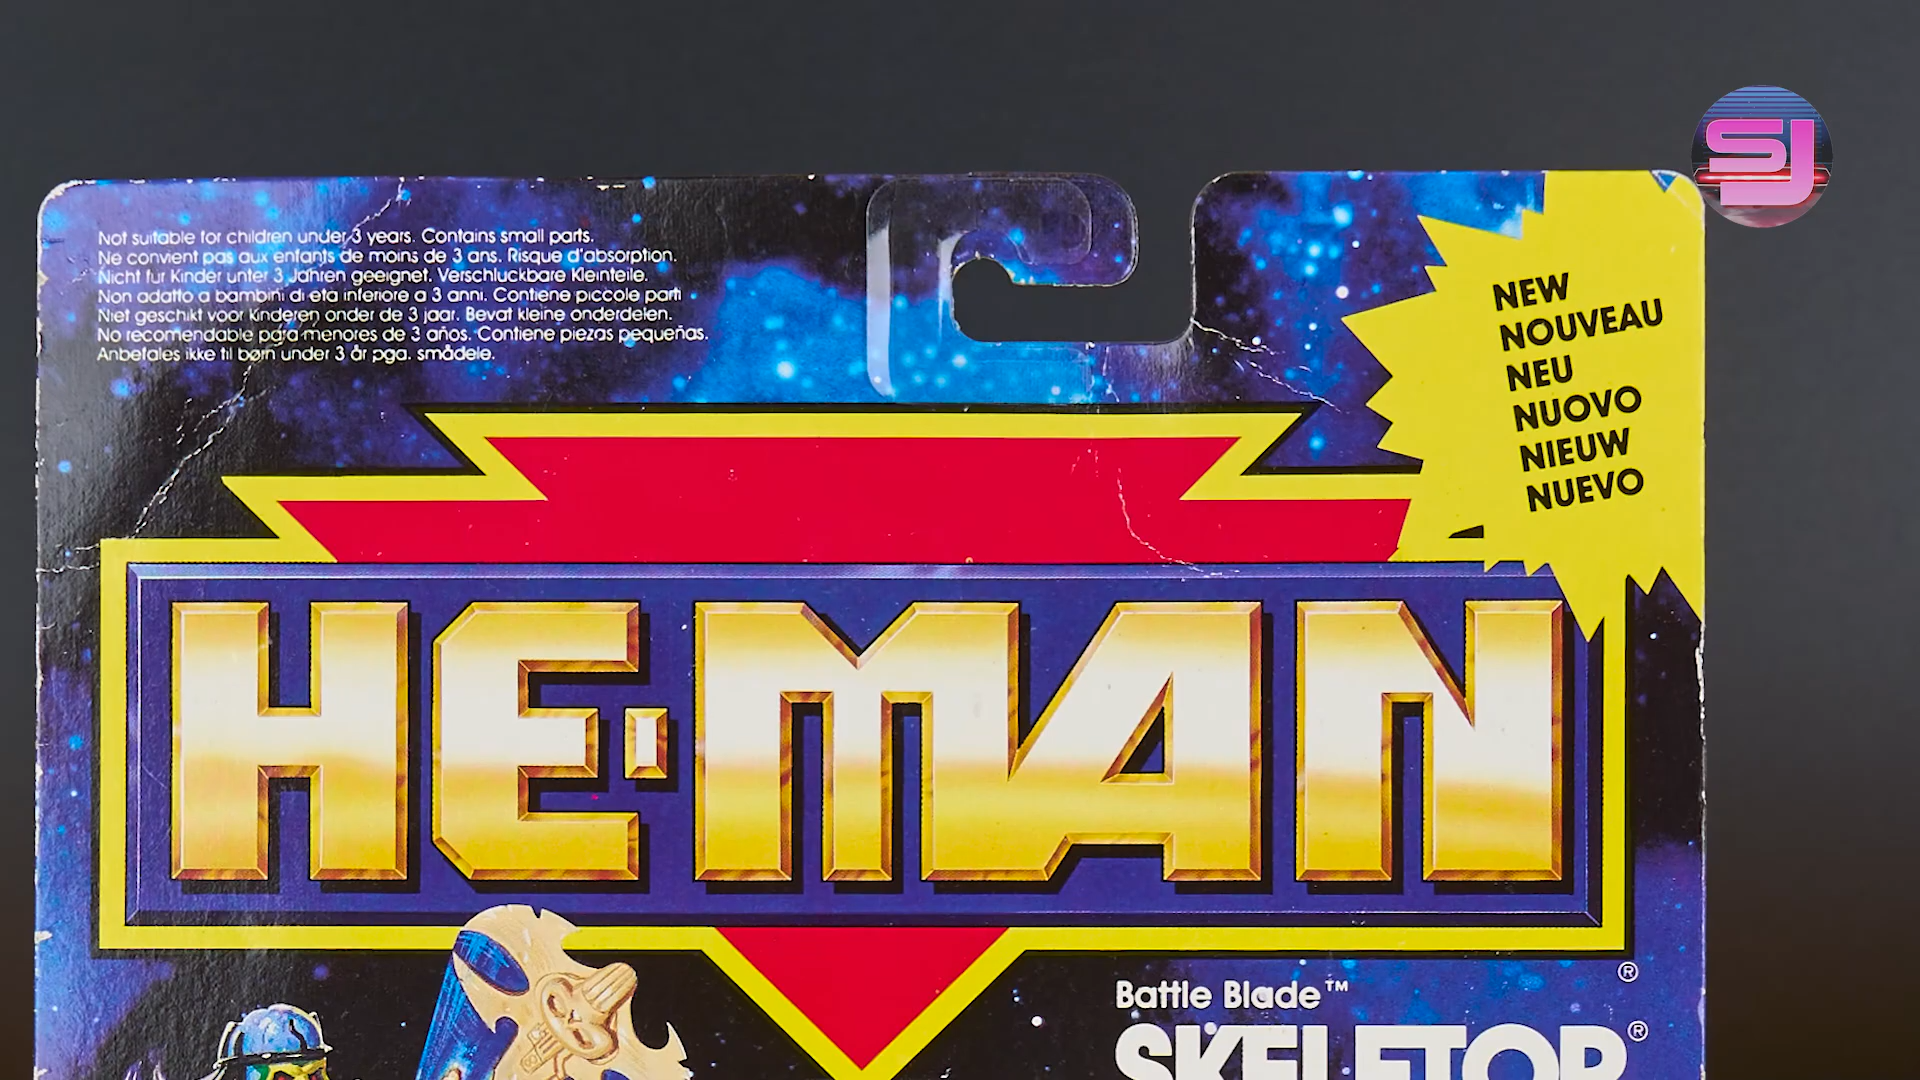 SJ
Not suitable for children under 3 years. Contains small parts.
Ne convient pas aux enfants de moins de 3 ans. Risque d'absorption.
Nicht für Kinder unter 3 Jahren geeignet. Verschluckbare Kleinteile.
Non adatto a bambini di eta inferiore a 3 anni. Contiene piccole parti
Niet geschikt voor Kinderen onder de 3 jaar. Bevat kleine onderdelen.
No recomendable para menores de 3 años. Contiene piezas pequeñas.
Anbefales ikke til børn under 3 år pga. smådele.
NEW
NOUVEAU
NEU
NUOVO
NIEUW
NUEVO
HE-MAN
®
Battle Blade™
SKELETOR®